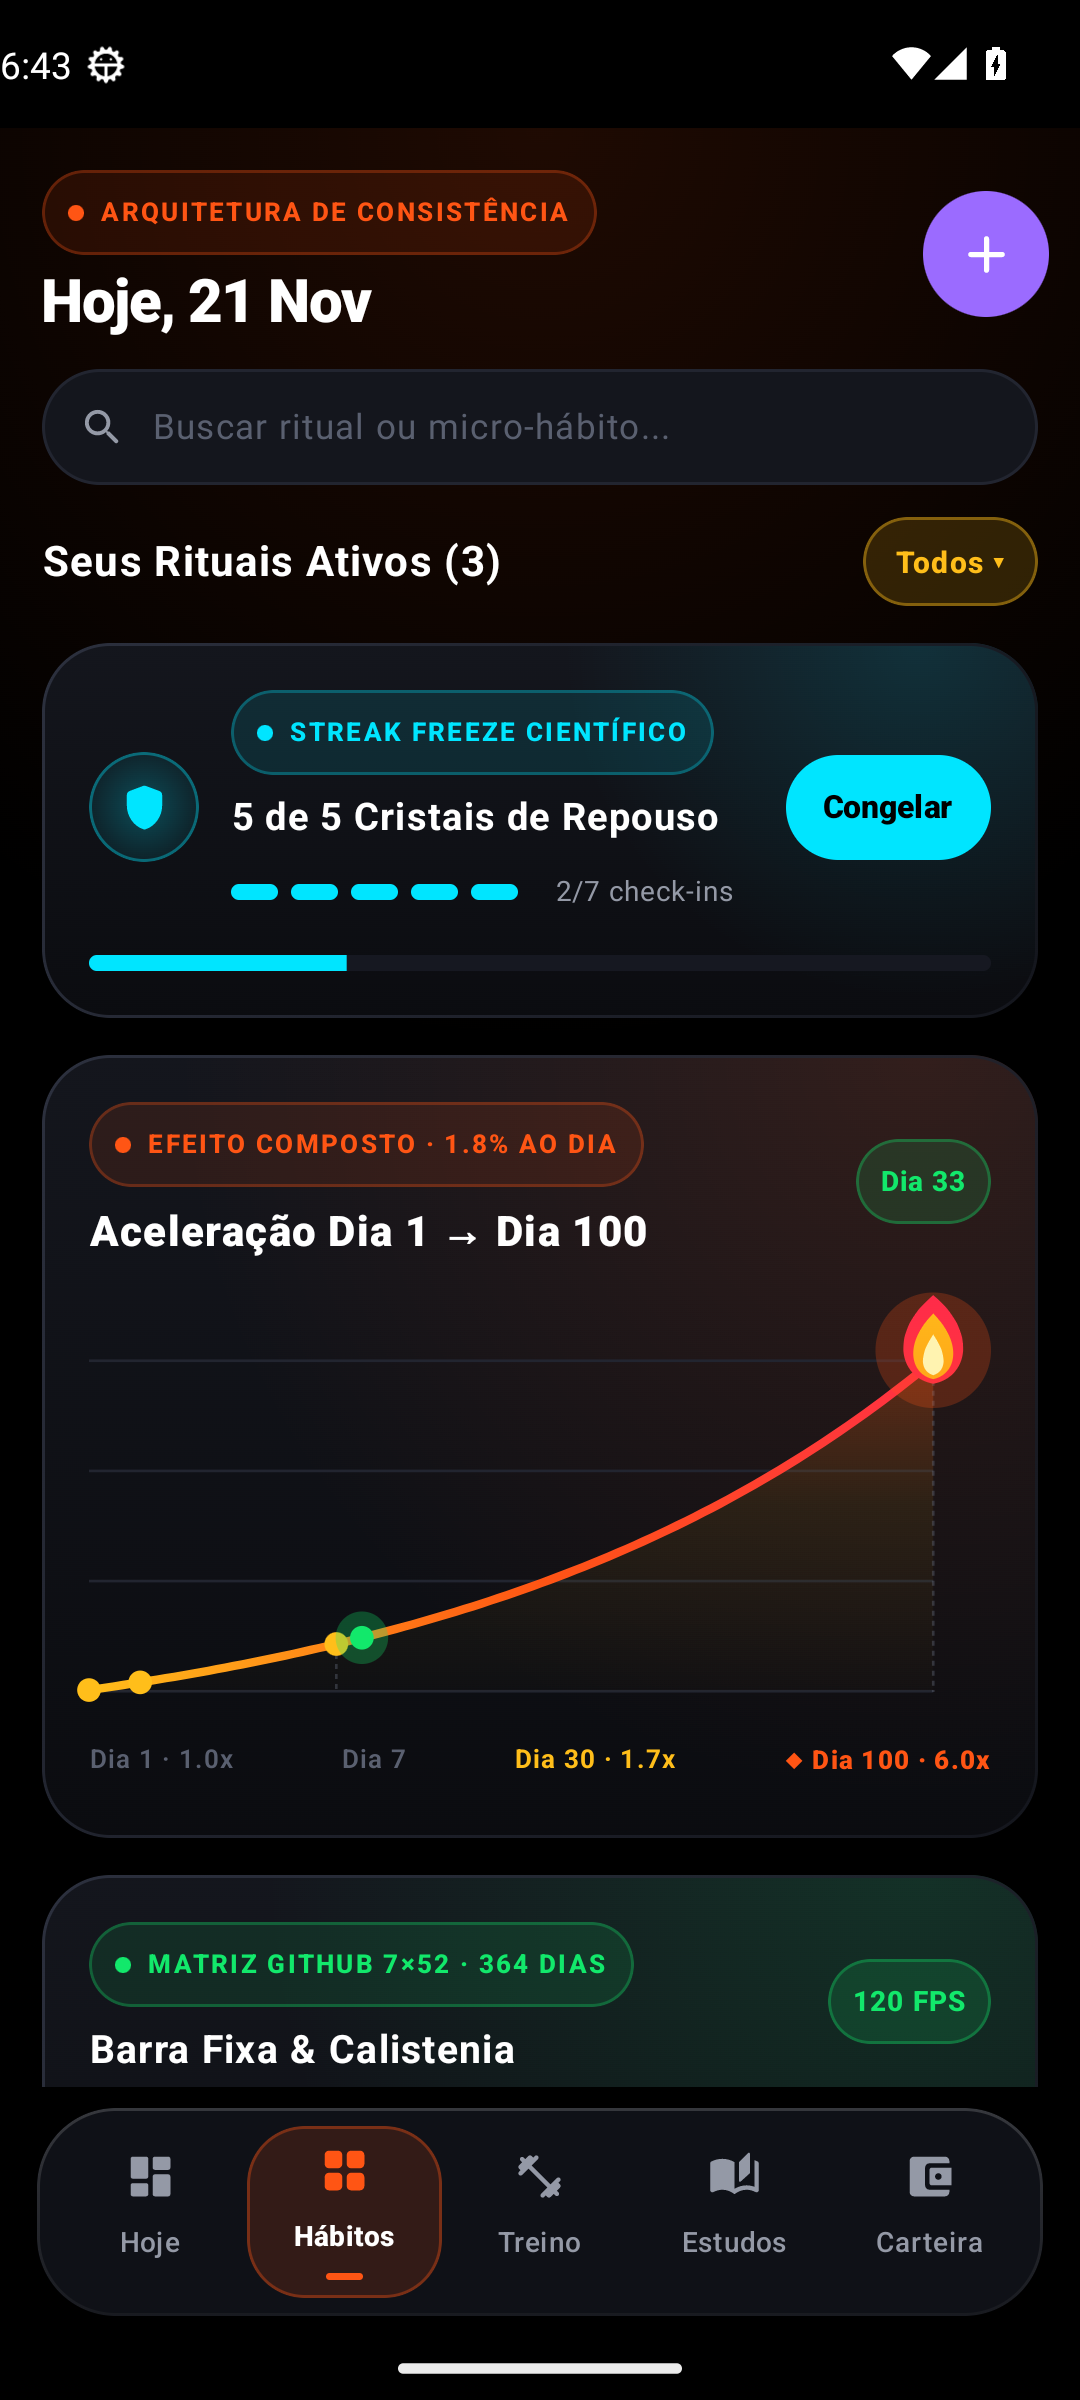 6:43
ARQUITETURA DE CONSISTÊNCIA
Hoje, 21 Nov
Buscar ritual ou micro-hábito...
Seus Rituais Ativos (3)
Todos ▾
STREAK FREEZE CIENTÍFICO
5 de 5 Cristais de Repouso
Congelar
2/7 check-ins
EFEITO COMPOSTO · 1.8% AO DIA
Dia 33
Aceleração Dia 1 → Dia 100
Dia 1 · 1.0x
Dia 7
Dia 30 · 1.7x
◆ Dia 100 · 6.0x
MATRIZ GITHUB 7×52 · 364 DIAS
120 FPS
Barra Fixa & Calistenia
Hoje
Hábitos
Treino
Estudos
Carteira